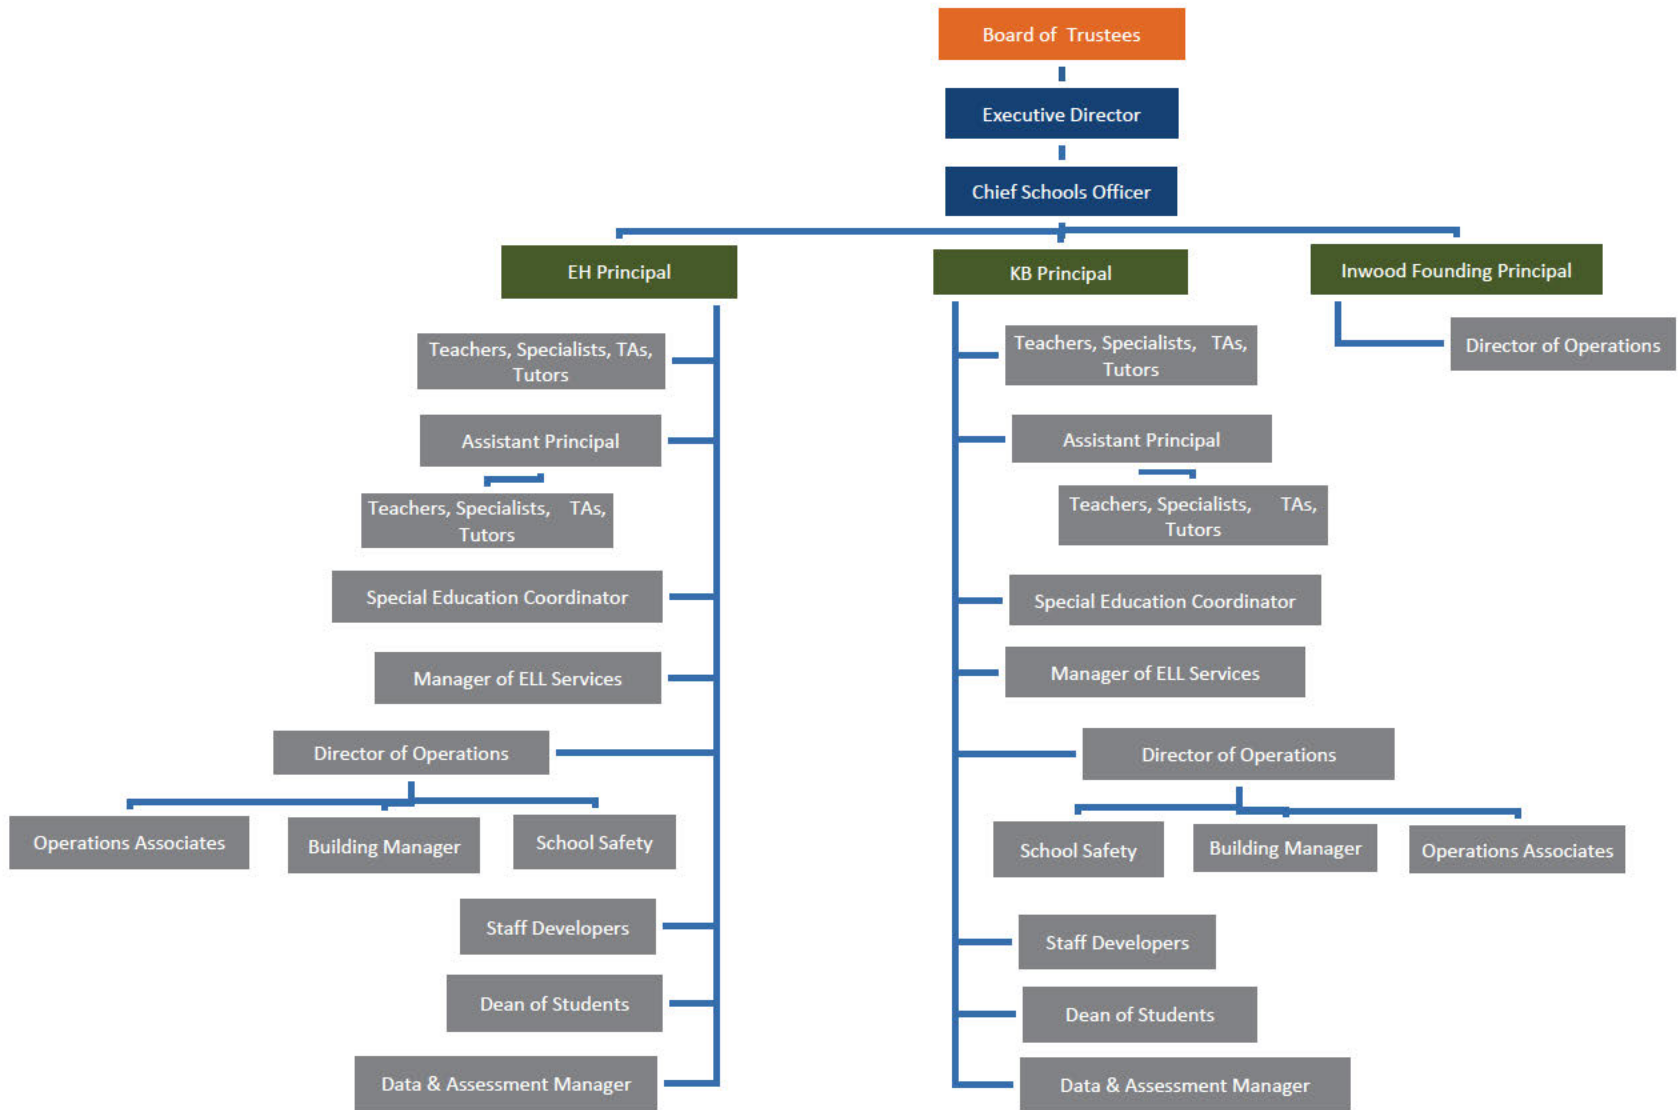 Board of Trustees
Executive Director
Chief Schools Officer
EH Principal
KB Principal
Inwood Founding Principal
Teachers, Specialists, TAs,
Tutors
Assistant Principal
Teachers, Specialists, TAs,
Tutors
Special Education Coordinator
Manager of ELL Services
Director of Operations
Operations Associates
Building Manager
School Safety
Staff Developers
Dean of Students
Data & Assessment Manager
Teachers, Specialists, TAs,
Tutors
Assistant Principal
Teachers, Specialists, TAs,
Tutors
Special Education Coordinator
Manager of ELL Services
Director of Operations
School Safety
Building Manager
Operations Associates
Staff Developers
Dean of Students
Data & Assessment Manager
Director of Operations